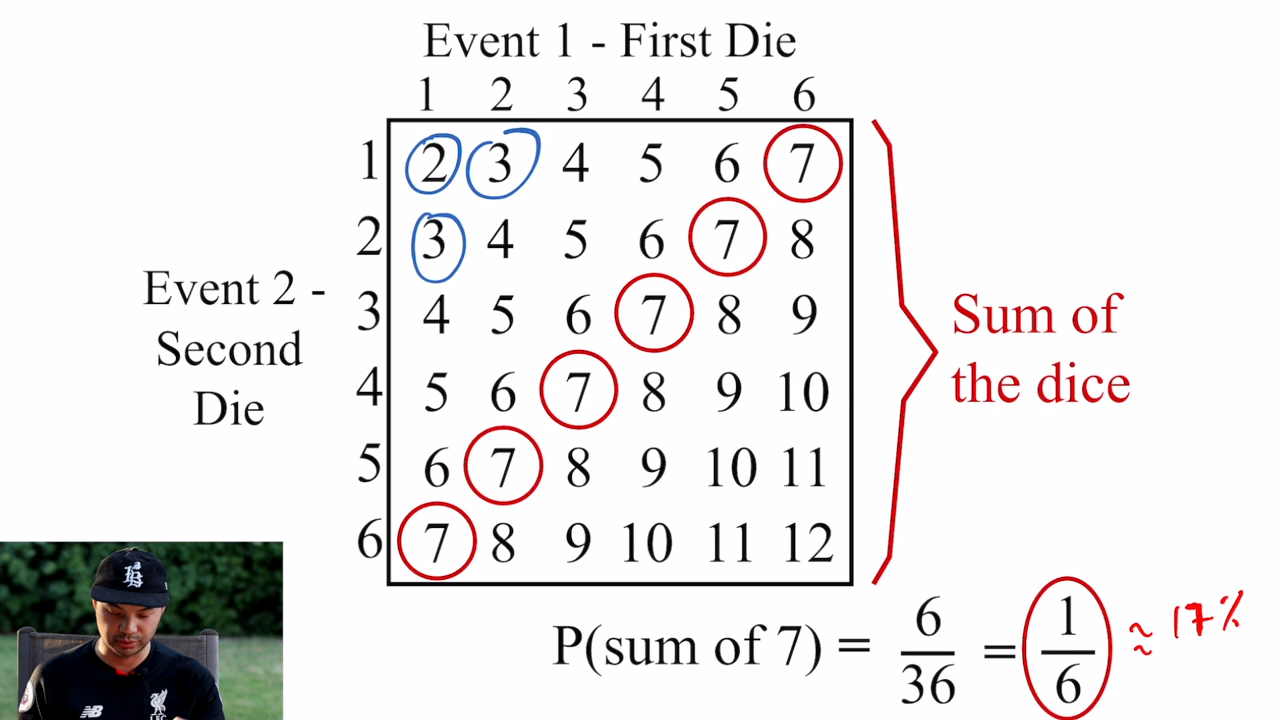 Event 1 - First Die
1 2 3 4 5 6
1 2 3 4 5 6 7
2 3 4 5 6 7 8
Event 2 -
Second
Die
3 4 5 6 7 8 9
4 5 6 7 8 9 10
5 6 7 8 9 10 11
6 7 8 9 10 11 12
Sum of
the dice
P(sum of 7) = 6/36 = 1/6 ≈ 17%
NB